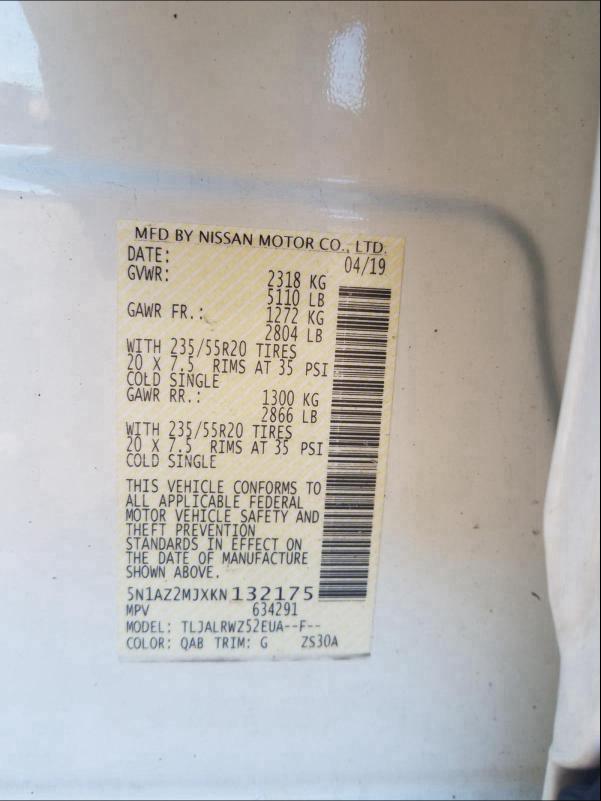 MFD BY NISSAN MOTOR CO., LTD.
DATE: 04/19
GVWR: 2318 KG
5110 LB
GAWR FR.: 1272 KG
2804 LB
WITH 235/55R20 TIRES
20 X 7.5 RIMS AT 35 PSI
COLD SINGLE
GAWR RR.: 1300 KG
2866 LB
WITH 235/55R20 TIRES
20 X 7.5 RIMS AT 35 PSI
COLD SINGLE
THIS VEHICLE CONFORMS TO
ALL APPLICABLE FEDERAL
MOTOR VEHICLE SAFETY AND
THEFT PREVENTION
STANDARDS IN EFFECT ON
THE DATE OF MANUFACTURE
SHOWN ABOVE.
5N1AZ2MJXKN132175
MPV 634291
MODEL: TLJALRWZ52EUA--F--
COLOR: QAB TRIM: G ZS30A